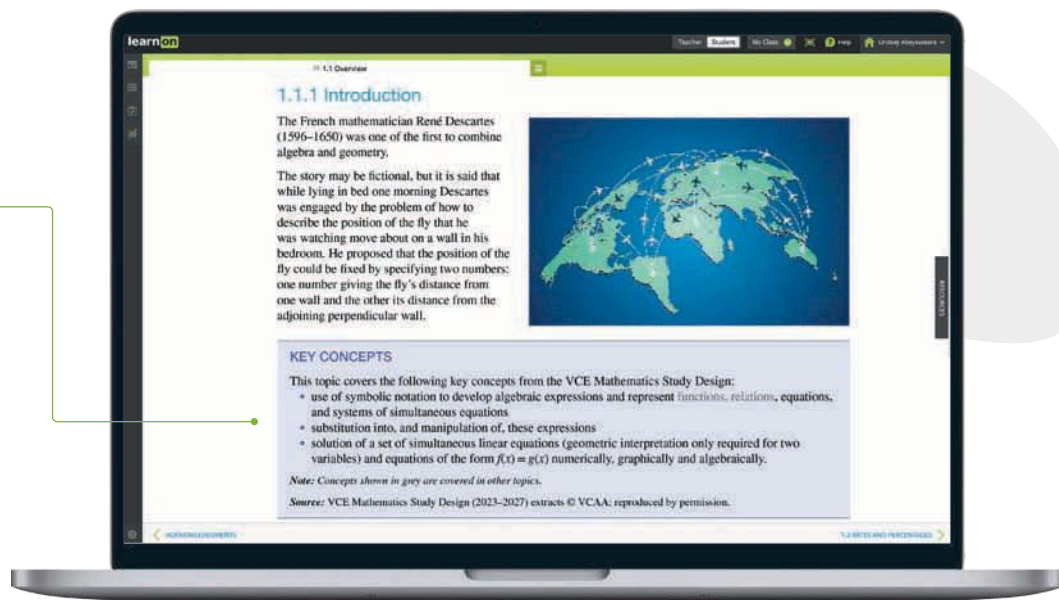 learnon
Teacher Student No Class Help
1.1 Overview
1.1.1 Introduction
The French mathematician René Descartes
(1596–1650) was one of the first to combine
algebra and geometry.
The story may be fictional, but it is said that
while lying in bed one morning Descartes
was engaged by the problem of how to
describe the position of the fly that he
was watching move about on a wall in his
bedroom. He proposed that the position of the
fly could be fixed by specifying two numbers:
one number giving the fly's distance from
one wall and the other its distance from the
adjoining perpendicular wall.
RESOURCES
KEY CONCEPTS
This topic covers the following key concepts from the VCE Mathematics Study Design:
• use of symbolic notation to develop algebraic expressions and represent functions, relations, equations,
and systems of simultaneous equations
• substitution into, and manipulation of, these expressions
• solution of a set of simultaneous linear equations (geometric interpretation only required for two
variables) and equations of the form f(x) = g(x) numerically, graphically and algebraically.
Note: Concepts shown in grey are covered in other topics.
Source: VCE Mathematics Study Design (2023–2027) extracts © VCAA; reproduced by permission.
ACKNOWLEDGEMENTS
1.2 RATES AND PERCENTAGES